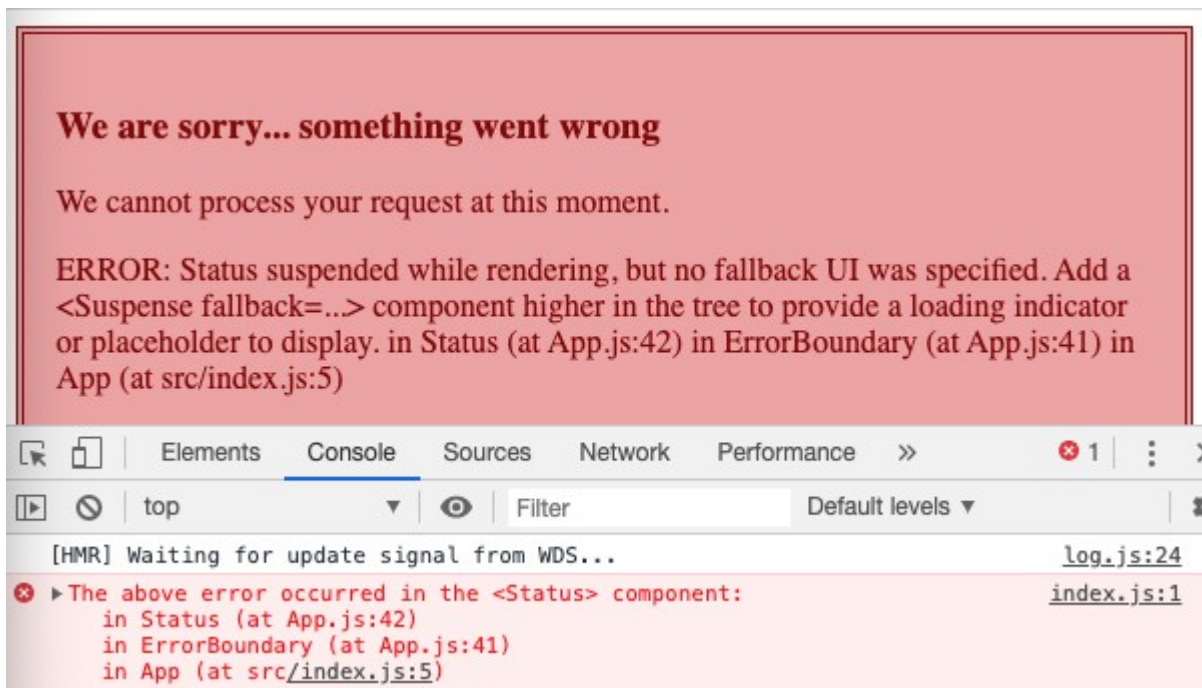 We are sorry... something went wrong
We cannot process your request at this moment.
ERROR: Status suspended while rendering, but no fallback UI was specified. Add a
<Suspense fallback=...> component higher in the tree to provide a loading indicator
or placeholder to display. in Status (at App.js:42) in ErrorBoundary (at App.js:41) in
App (at src/index.js:5)
Elements Console Sources Network Performance » 1
top Filter Default levels ▼
[HMR] Waiting for update signal from WDS... log.js:24
The above error occurred in the <Status> component: index.js:1
in Status (at App.js:42)
in ErrorBoundary (at App.js:41)
in App (at src/index.js:5)